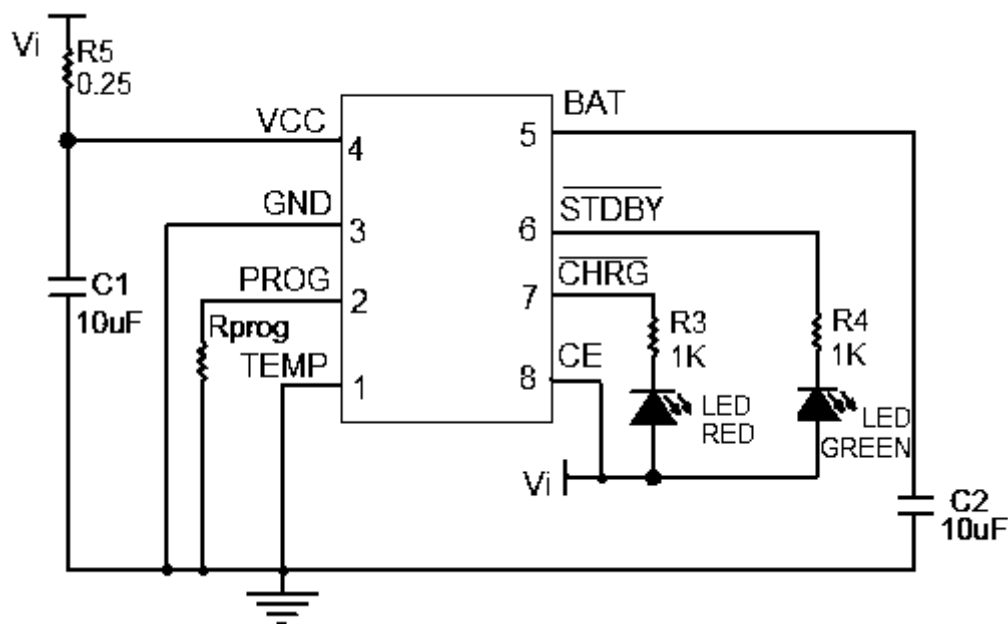 Vi
R5
0.25
VCC
4
GND
3
C1
10uF
PROG
2
Rprog
TEMP
1
BAT
5
STDBY
6
CHRG
7
R3
1K
R4
1K
CE
8
LED
RED
LED
GREEN
Vi
C2
10uF